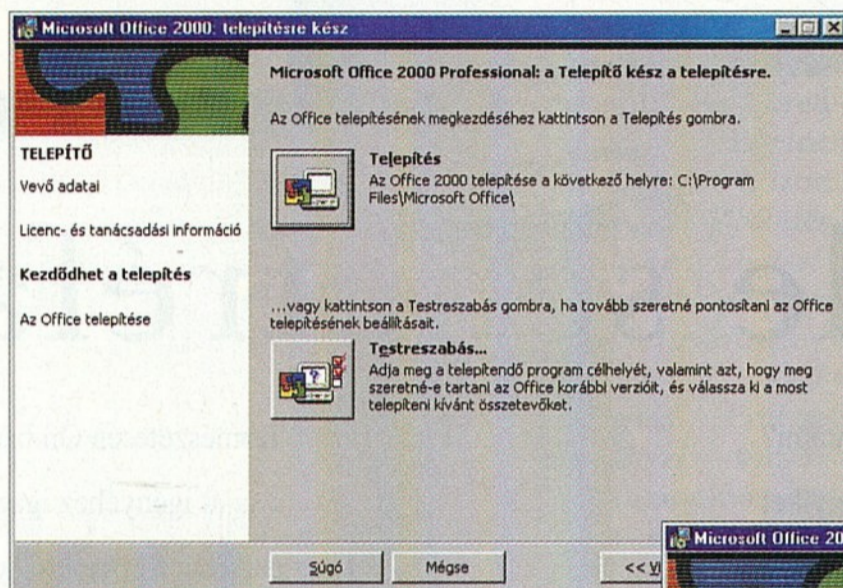 Microsoft Office 2000: telepítésre kész
Microsoft Office 2000 Professional: a Telepítő kész a telepítésre.
Az Office telepítésének megkezdéséhez kattintson a Telepítés gombra.
TELEPÍTŐ
Vevő adatai
Licenc- és tanácsadási információ
Kezdődhet a telepítés
Az Office telepítése
Telepítés
Az Office 2000 telepítése a következő helyre: C:\Program
Files\Microsoft Office\
...vagy kattintson a Testreszabás gombra, ha tovább szeretné pontosítani az Office
telepítésének beállításait.
Testreszabás...
Adja meg a telepítendő program célhelyét, valamint azt, hogy meg
szeretné-e tartani az Office korábbi verzióit, és válassza ki a most
telepíteni kívánt összetevőket.
Súgó
Mégse
<<
Microsoft Office 20